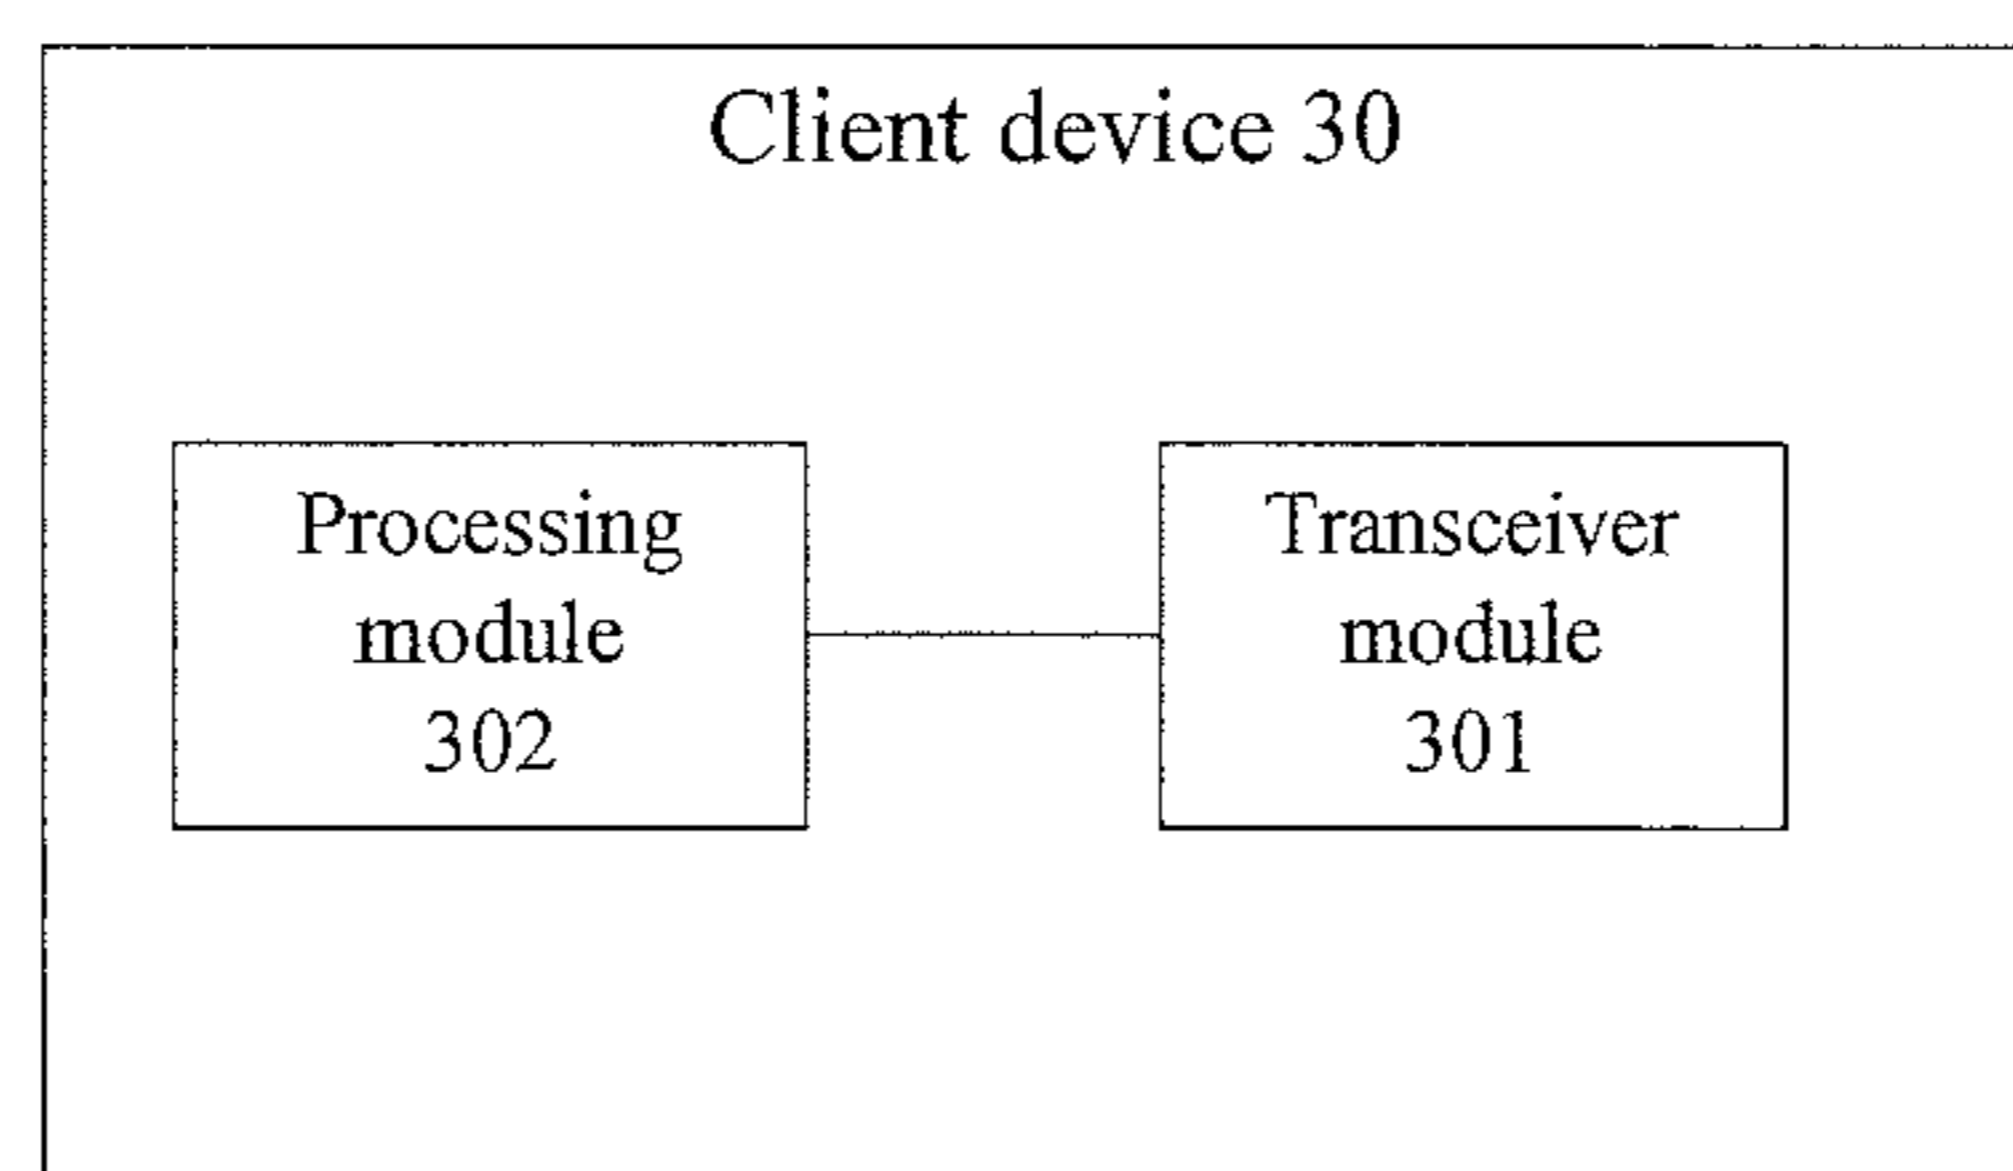 Client device 30
Processing
module
302
Transceiver
module
301